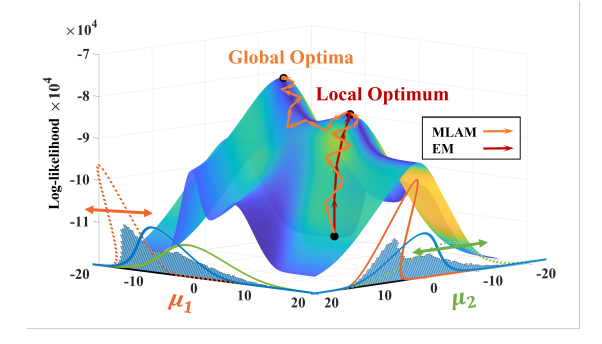 ×10⁴
-7
-8
-9
-10
-11
Log-likelihood ×10⁴
Global Optima
Local Optimum
MLAM
EM
-20 -10 0 10 20
20 10 0 -10 -20
μ₁
μ₂